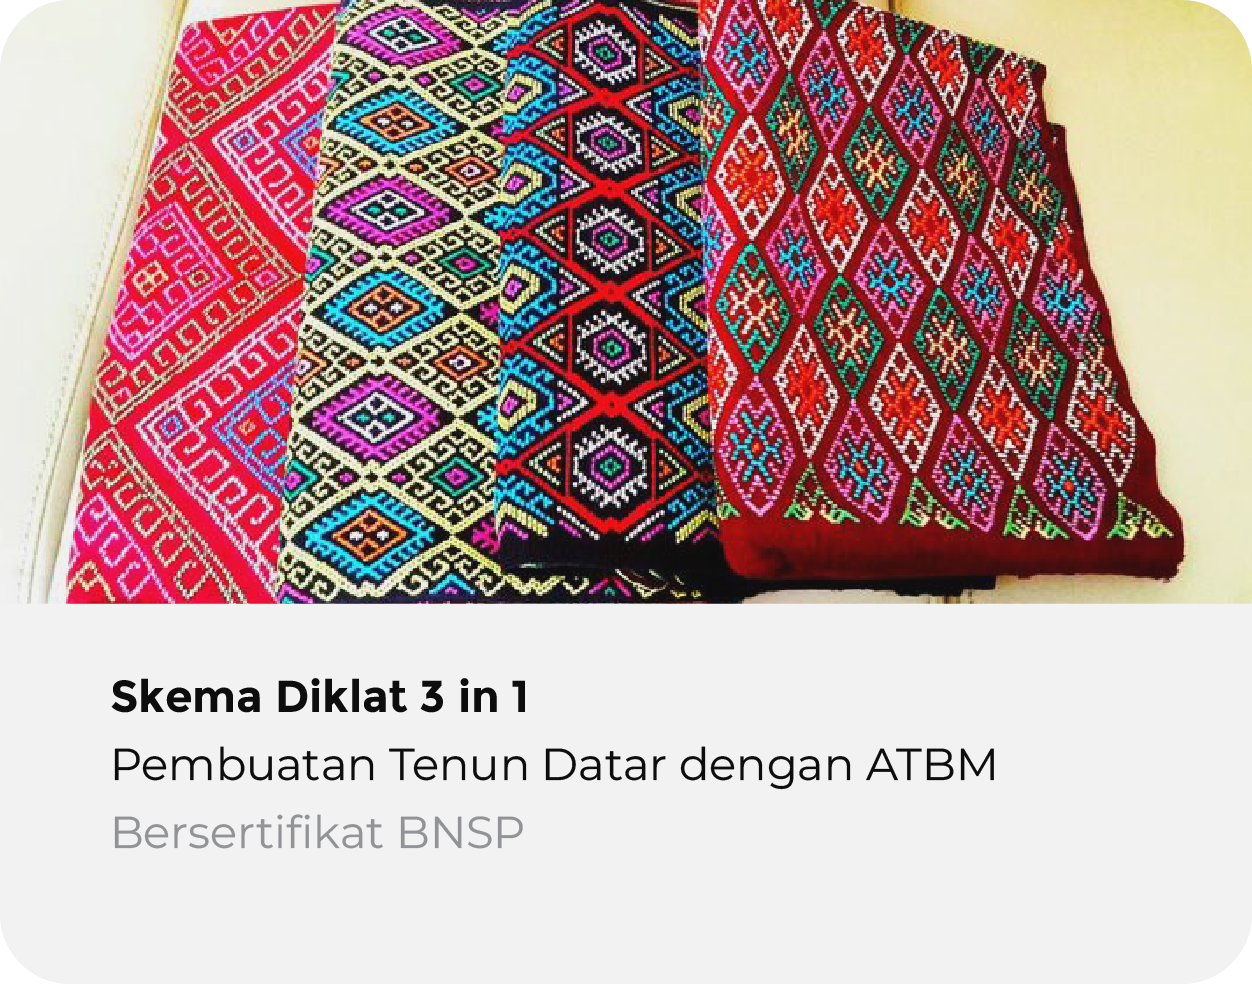 Skema Diklat 3 in 1
Pembuatan Tenun Datar dengan ATBM
Bersertifikat BNSP